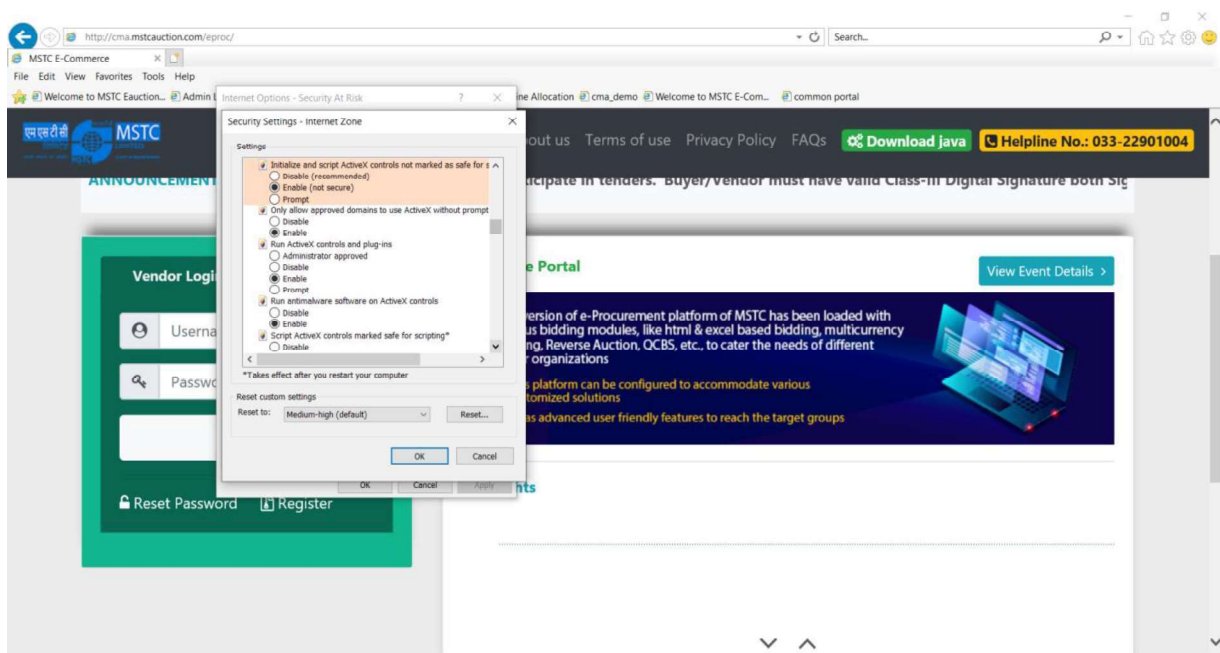 http://cma.mstcauction.com/eproc/
Search...
MSTC E-Commerce
File Edit View Favorites Tools Help
Welcome to MSTC Eauction... Admin L
Internet Options - Security At Risk ? ×
ine Allocation cma_demo Welcome to MSTC E-Com... common portal
Security Settings - Internet Zone
एम एस टी सी
MSTC
out us Terms of use Privacy Policy FAQs Download java Helpline No.: 033-22901004
ANNOUNCEMENT
ticipate in tenders. Buyer/Vendor must have valid Class-III Digital Signature both Sig
Settings
Initialize and script ActiveX controls not marked as safe for s
Disable (recommended)
Enable (not secure)
Prompt
Only allow approved domains to use ActiveX without prompt
Disable
Enable
Run ActiveX controls and plug-ins
Administrator approved
Disable
Enable
Prompt
Run antimalware software on ActiveX controls
Disable
Enable
Script ActiveX controls marked safe for scripting*
Disable
*Takes effect after you restart your computer
Reset custom settings
Reset to: Medium-high (default) Reset...
OK Cancel
OK Cancel Apply
Vendor Logi
Userna
Passwo
Reset Password Register
e Portal
View Event Details >
ersion of e-Procurement platform of MSTC has been loaded with
us bidding modules, like html & excel based bidding, multicurrency
ng, Reverse Auction, QCBS, etc., to cater the needs of different
organizations
s platform can be configured to accommodate various
tomized solutions
as advanced user friendly features to reach the target groups
nts